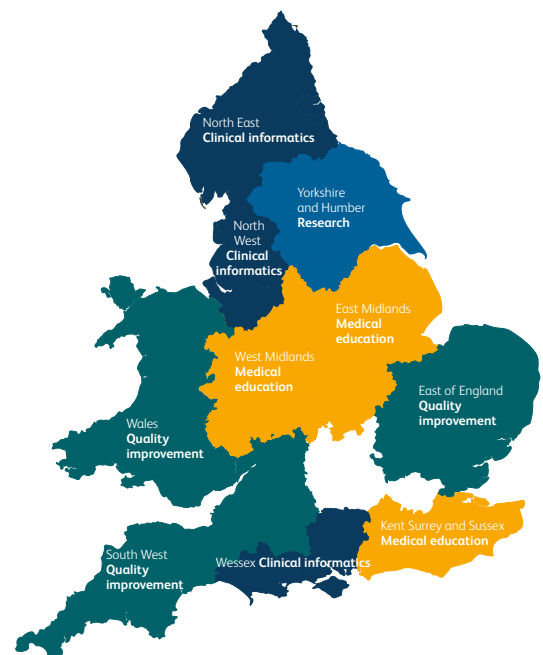 North East
Clinical informatics
Yorkshire
and Humber
Research
North
West
Clinical
informatics
East Midlands
Medical
education
West Midlands
Medical
education
East of England
Quality
improvement
Wales
Quality
improvement
Kent Surrey and Sussex
Medical education
South West
Quality
improvement
Wessex Clinical informatics